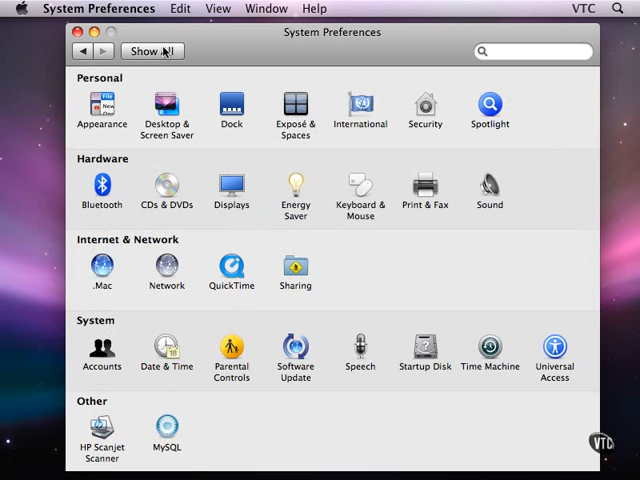 System Preferences Edit View Window Help VTC
System Preferences
Show All
Personal
Appearance
Desktop &
Screen Saver
Dock
Exposé &
Spaces
International
Security
Spotlight
Hardware
Bluetooth
CDs & DVDs
Displays
Energy
Saver
Keyboard &
Mouse
Print & Fax
Sound
Internet & Network
.Mac
Network
QuickTime
Sharing
System
Accounts
Date & Time
Parental
Controls
Software
Update
Speech
Startup Disk
Time Machine
Universal
Access
Other
HP Scanjet
Scanner
MySQL
File
New
18
VTC